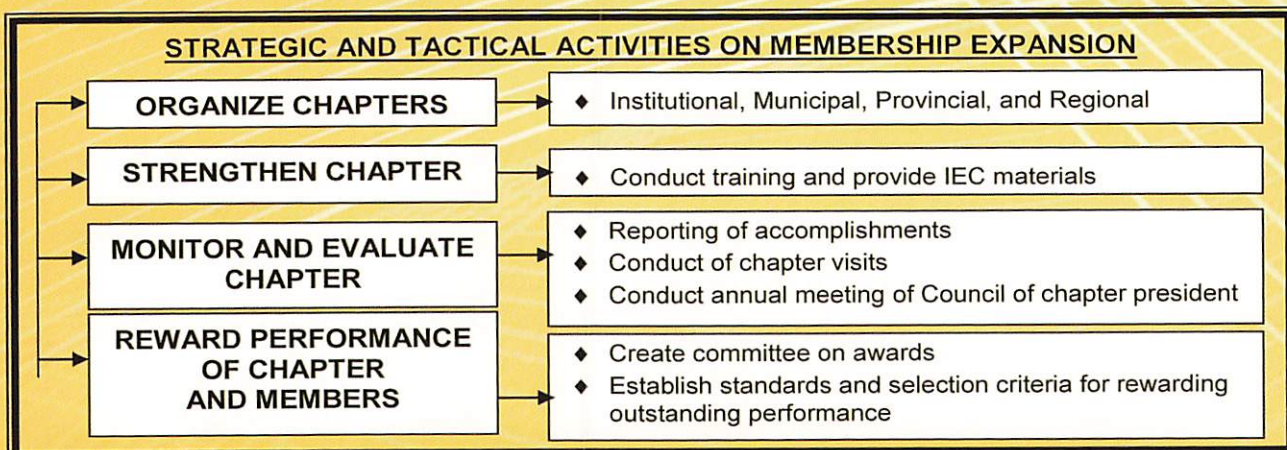 STRATEGIC AND TACTICAL ACTIVITIES ON MEMBERSHIP EXPANSION
ORGANIZE CHAPTERS
♦ Institutional, Municipal, Provincial, and Regional
STRENGTHEN CHAPTER
♦ Conduct training and provide IEC materials
MONITOR AND EVALUATE
CHAPTER
♦ Reporting of accomplishments
♦ Conduct of chapter visits
♦ Conduct annual meeting of Council of chapter president
REWARD PERFORMANCE
OF CHAPTER
AND MEMBERS
♦ Create committee on awards
♦ Establish standards and selection criteria for rewarding
outstanding performance